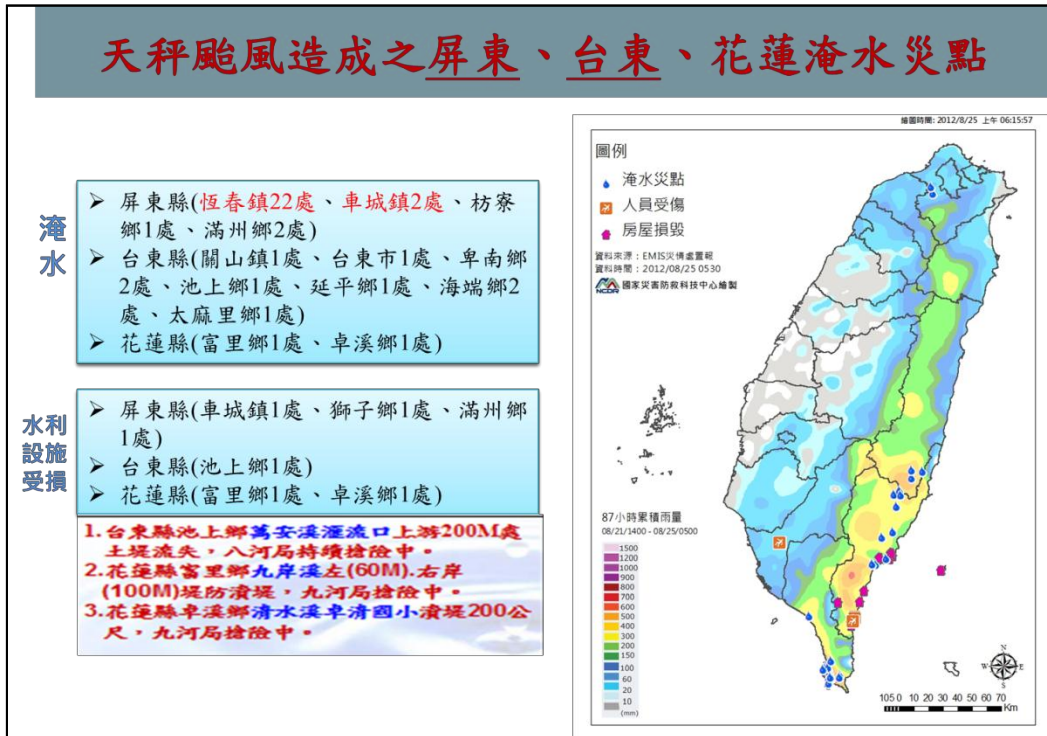 天秤颱風造成之屏東、台東、花蓮淹水災點
淹
水
➢ 屏東縣(恆春鎮22處、車城鎮2處、枋寮
鄉1處、滿州鄉2處)
➢ 台東縣(關山鎮1處、台東市1處、卑南鄉
2處、池上鄉1處、延平鄉1處、海端鄉2
處、太麻里鄉1處)
➢ 花蓮縣(富里鄉1處、卓溪鄉1處)
水利
設施
受損
➢ 屏東縣(車城鎮1處、獅子鄉1處、滿州鄉
1處)
➢ 台東縣(池上鄉1處)
➢ 花蓮縣(富里鄉1處、卓溪鄉1處)
1.台東縣池上鄉萬安溪滙流口上游200M處
土堤流失，八河局持續搶險中。
2.花蓮縣富里鄉九岸溪左(60M).右岸
(100M)堤防潰堤，九河局搶險中。
3.花蓮縣卓溪鄉清水溪卓清國小潰堤200公
尺，九河局搶險中。
繪圖時間: 2012/8/25 上午 06:15:57
圖例
淹水災點
人員受傷
房屋損毀
資料來源：EMIS災情處置報
資料時間：2012/08/25 0530
NCDR 國家災害防救科技中心繪製
87小時累積雨量
08/21/1400 - 08/25/0500
1500
1200
1000
900
800
700
600
500
400
300
200
150
100
60
20
10
(mm)
N
W E
S
105 0 10 20 30 40 50 60 70
Km